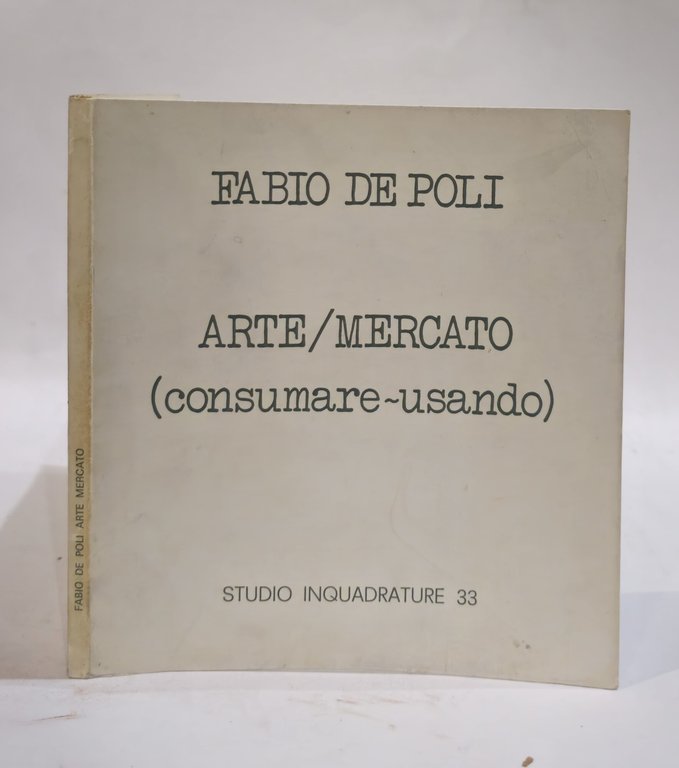 FABIO DE POLI
ARTE/MERCATO
(consumare~usando)
STUDIO INQUADRATURE 33
FABIO DE POLI ARTE MERCATO